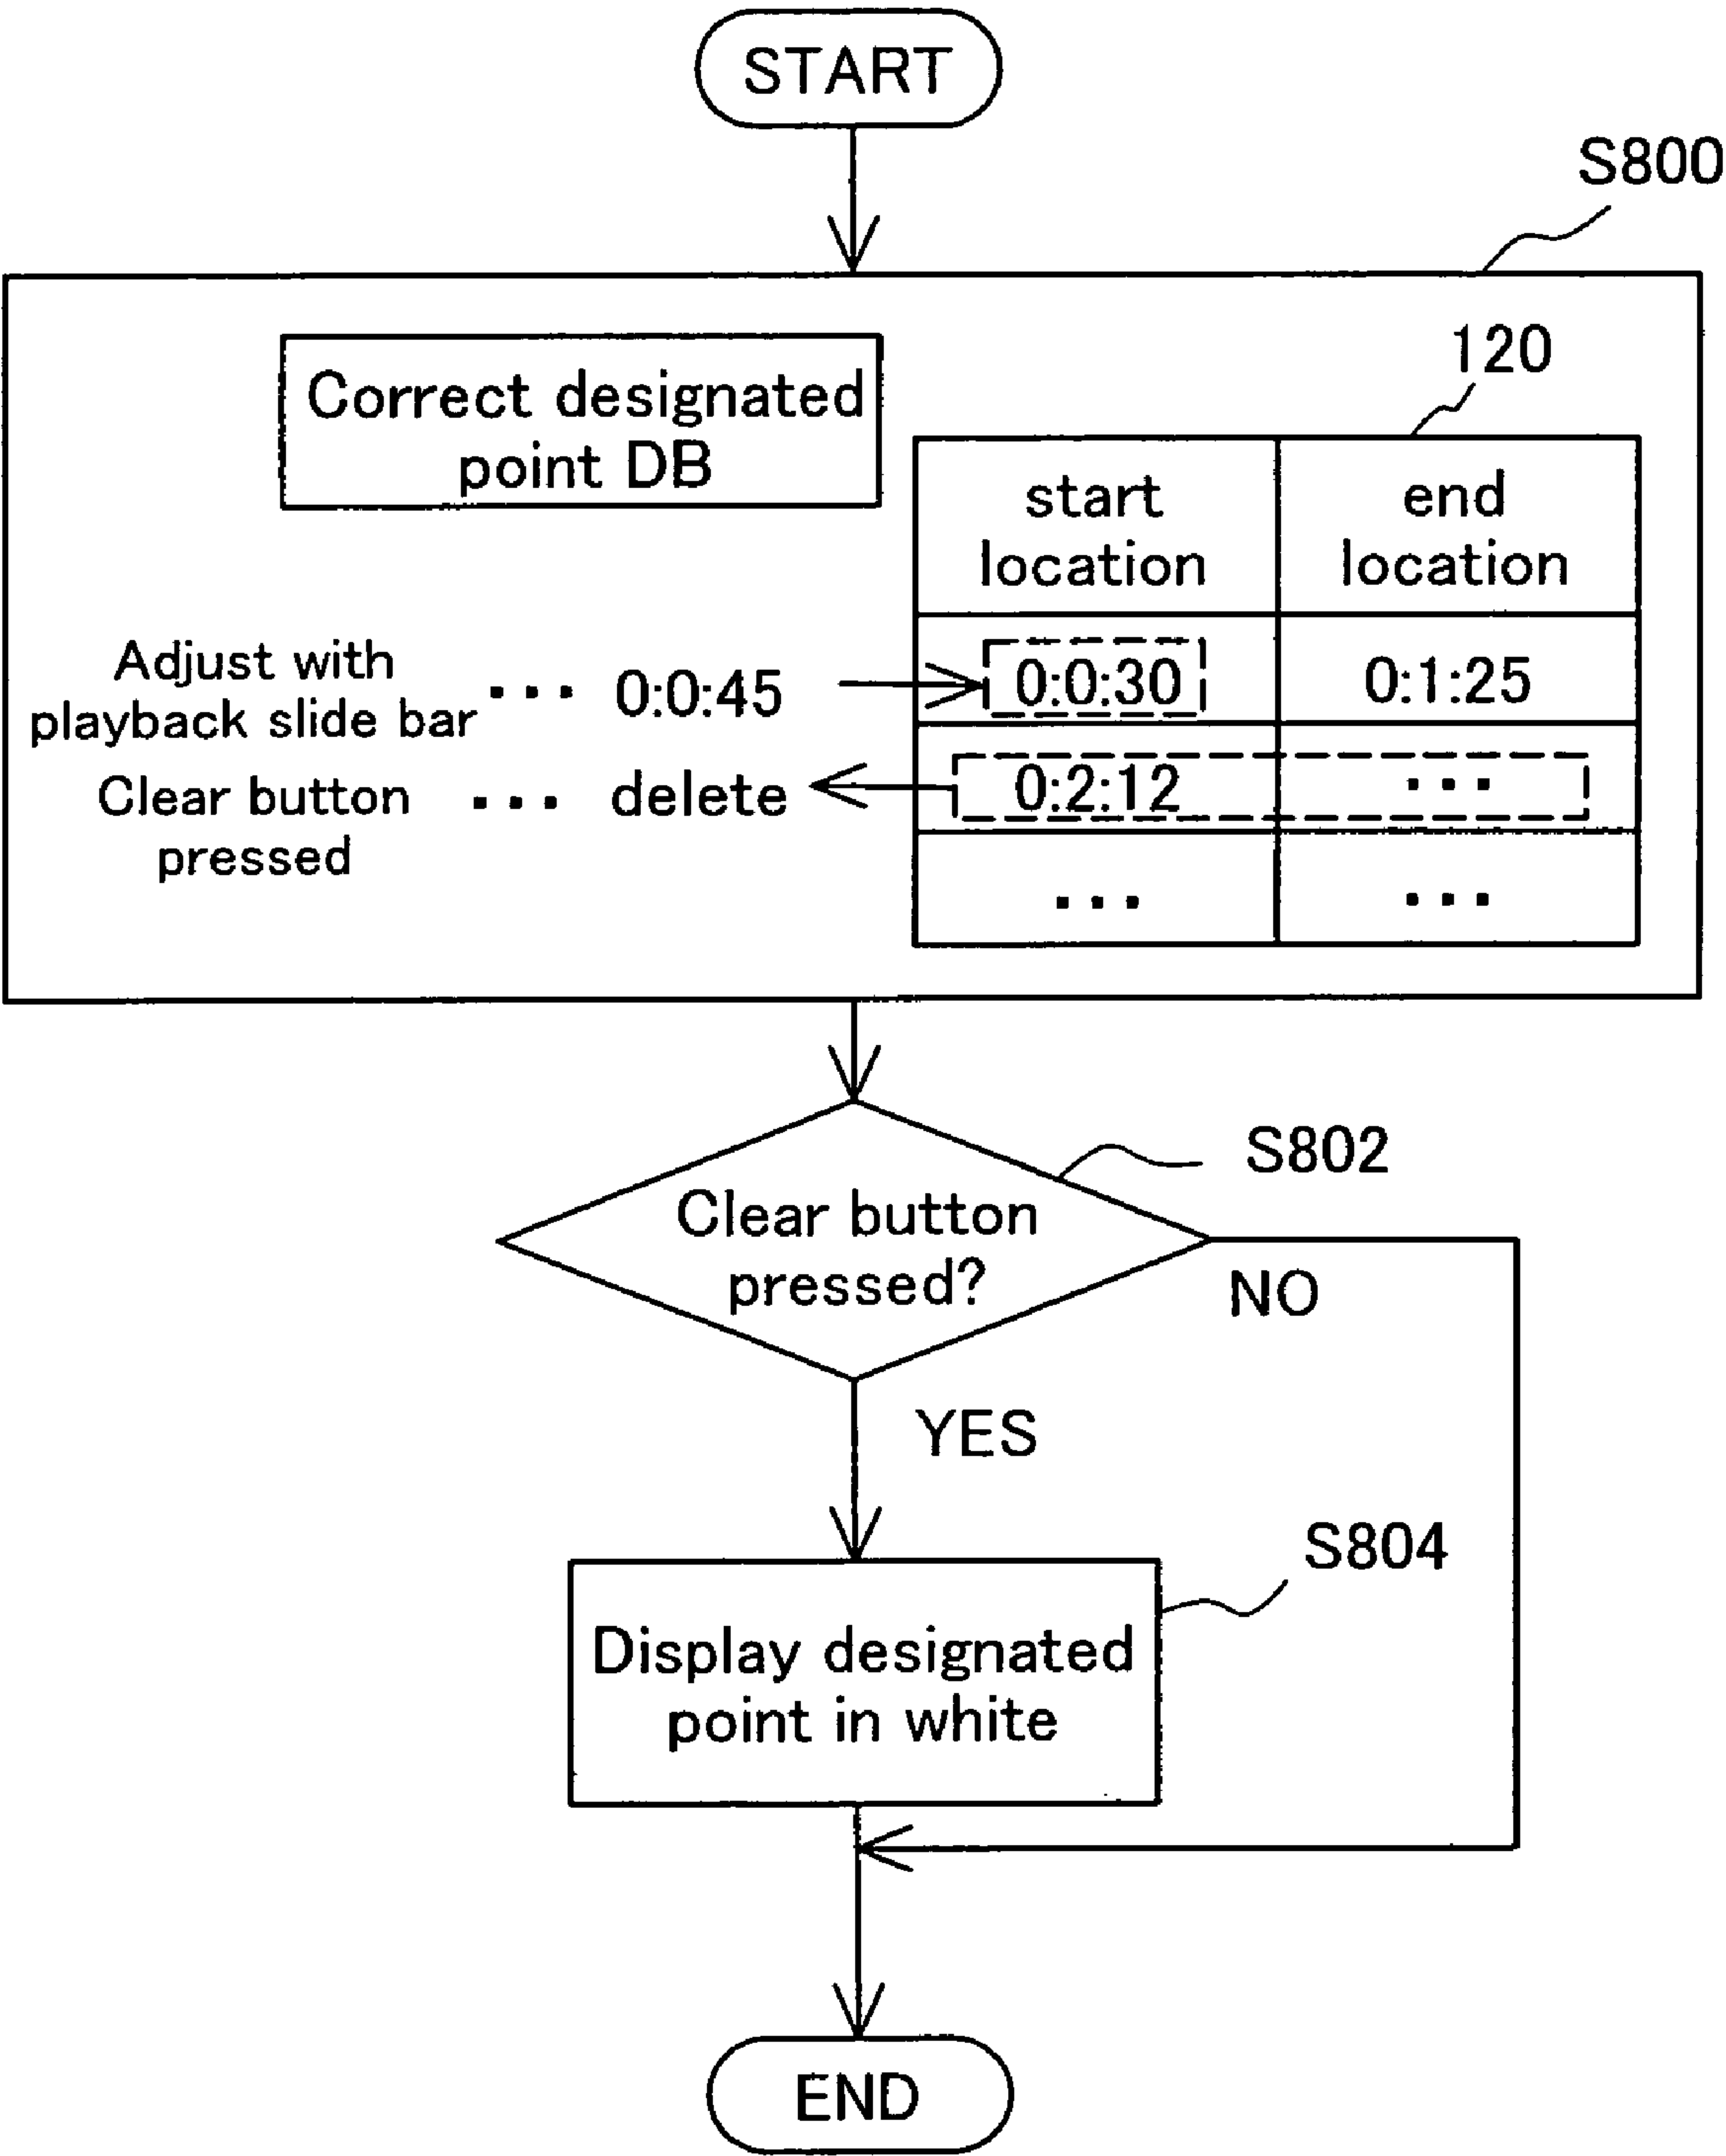 START
S800
120
Correct designated
point DB
start
location
end
location
Adjust with
playback slide bar
... 0:0:45
0:0:30
0:1:25
Clear button
pressed
... delete
0:2:12
...
...
...
S802
Clear button
pressed?
NO
YES
S804
Display designated
point in white
END